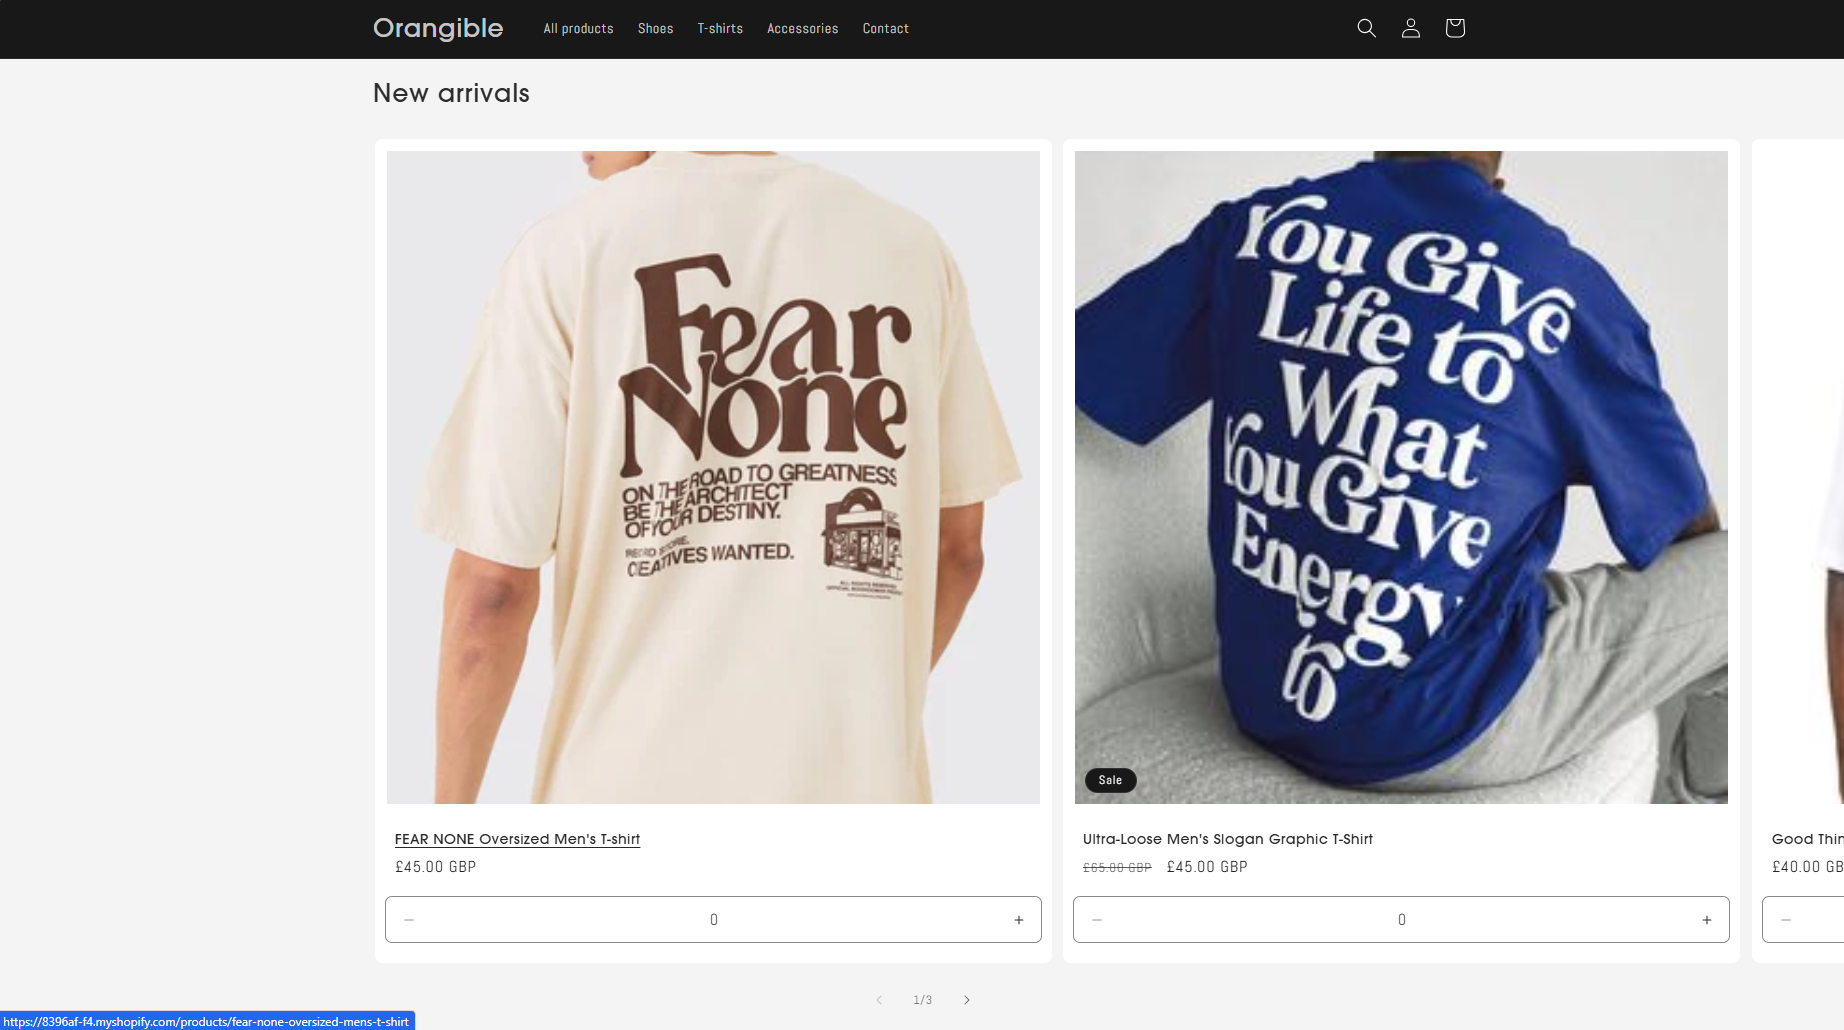 Orangible
All products
Shoes
T-shirts
Accessories
Contact
New arrivals
Fear
None
ON THE ROAD TO GREATNESS
BE THE ARCHITECT
OF YOUR DESTINY.
CREATIVES WANTED.
ALL RIGHTS RESERVED
You Give
Life to
What
You Give
Energy
to
Sale
FEAR NONE Oversized Men's T-shirt
£45.00 GBP
0
Ultra-Loose Men's Slogan Graphic T-Shirt
£65.00 GBP £45.00 GBP
0
Good Thin
£40.00 GB
1/3
https://8396af-f4.myshopify.com/products/fear-none-oversized-mens-t-shirt